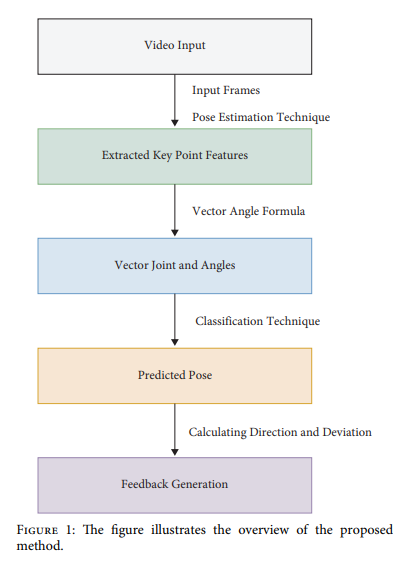 Video Input
Input Frames
Pose Estimation Technique
Extracted Key Point Features
Vector Angle Formula
Vector Joint and Angles
Classification Technique
Predicted Pose
Calculating Direction and Deviation
Feedback Generation
Figure 1: The figure illustrates the overview of the proposed
method.